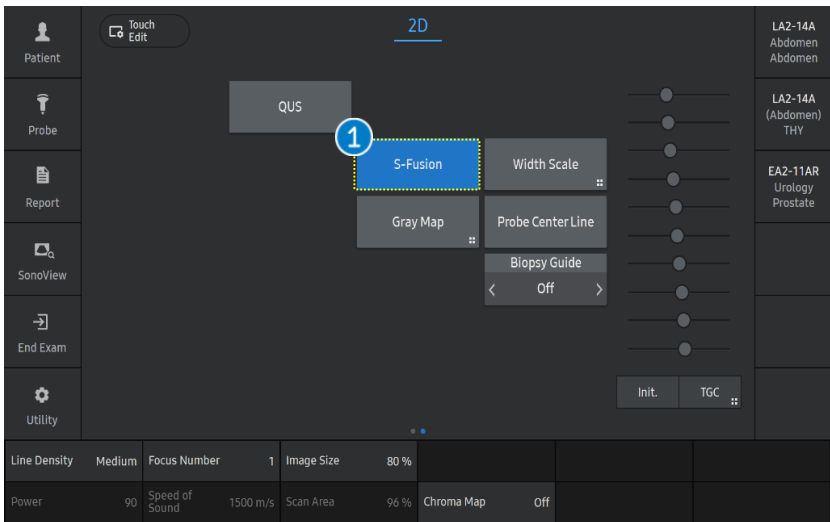 Patient
Probe
Report
SonoView
End Exam
Utility
Touch
Edit
2D
QUS
1
S-Fusion
Width Scale
Gray Map
Probe Center Line
Biopsy Guide
< Off >
Init.
TGC
LA2-14A
Abdomen
Abdomen
LA2-14A
(Abdomen)
THY
EA2-11AR
Urology
Prostate
Line Density Medium
Focus Number 1
Image Size 80 %
Power 90
Speed of
Sound 1500 m/s
Scan Area 96 %
Chroma Map Off